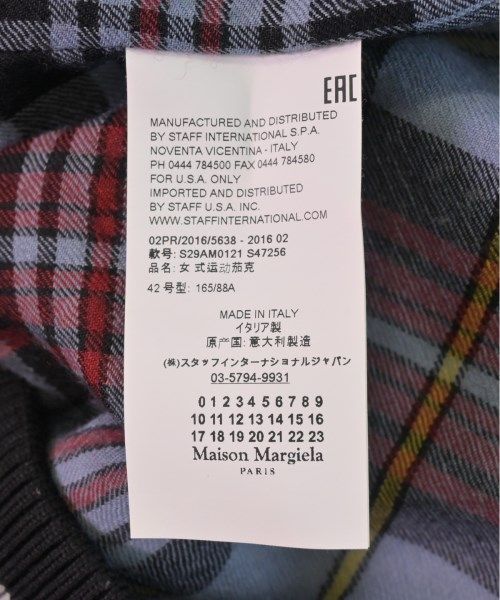 EAC
MANUFACTURED AND DISTRIBUTED
BY STAFF INTERNATIONAL S.P.A.
NOVENTA VICENTINA - ITALY
PH 0444 784500 FAX 0444 784580
FOR U.S.A. ONLY
IMPORTED AND DISTRIBUTED
BY STAFF U.S.A. INC.
WWW.STAFFINTERNATIONAL.COM
02PR/2016/5638 - 2016 02
款号: S29AM0121 S47256
品名: 女式运动茄克
42 号型: 165/88A
MADE IN ITALY
イタリア製
原产国: 意大利製造
(株)スタッフインターナショナルジャパン
03-5794-9931
0 1 2 3 4 5 6 7 8 9
10 11 12 13 14 15 16
17 18 19 20 21 22 23
Maison Margiela
PARIS